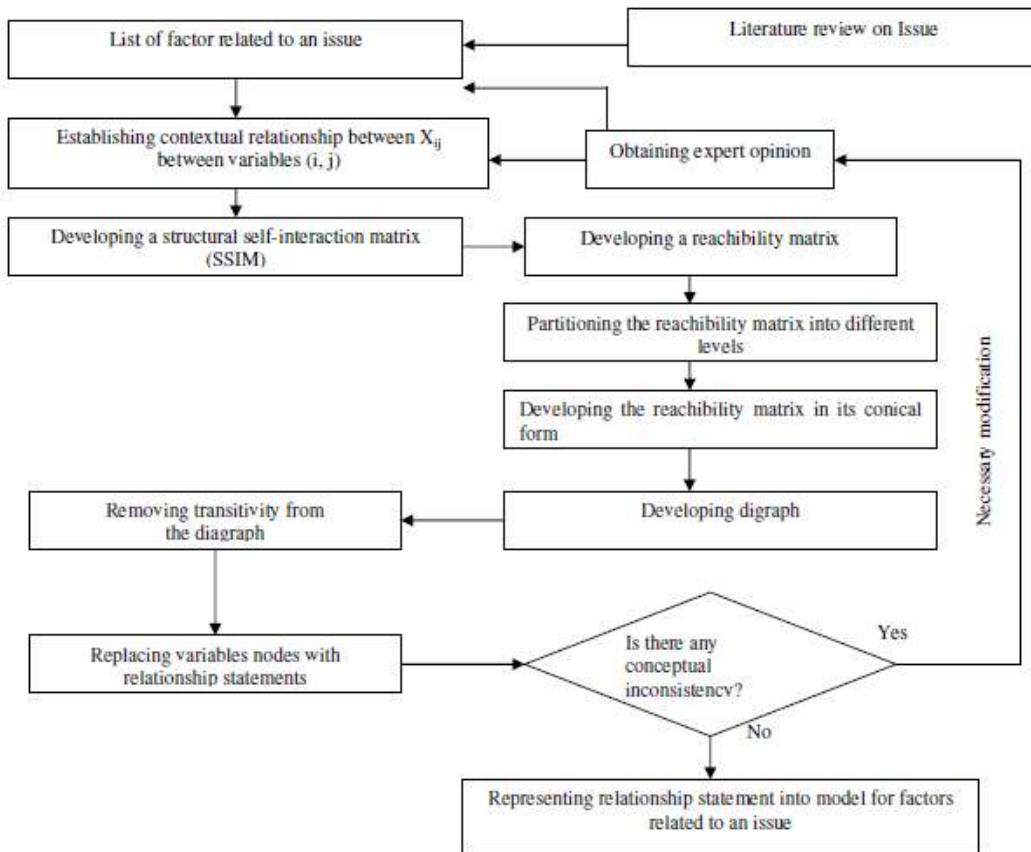 List of factor related to an issue
Literature review on Issue
Establishing contextual relationship between Xij
between variables (i, j)
Obtaining expert opinion
Developing a structural self-interaction matrix
(SSIM)
Developing a reachibility matrix
Partitioning the reachibility matrix into different
levels
Developing the reachibility matrix in its conical
form
Necessary modification
Removing transitivity from
the diagraph
Developing digraph
Replacing variables nodes with
relationship statements
Is there any
conceptual
inconsistency?
Yes
No
Representing relationship statement into model for factors
related to an issue